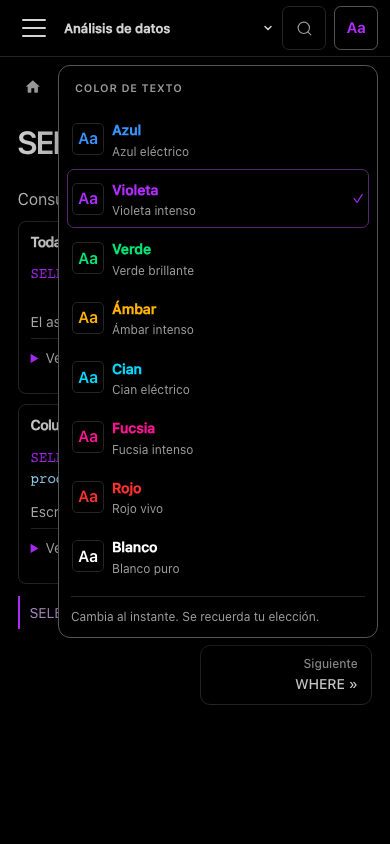 Análisis de datos
Aa
COLOR DE TEXTO
Aa
Azul
Azul eléctrico
Aa
Violeta
Violeta intenso
Aa
Verde
Verde brillante
Aa
Ámbar
Ámbar intenso
Aa
Cian
Cian eléctrico
Aa
Fucsia
Fucsia intenso
Aa
Rojo
Rojo vivo
Aa
Blanco
Blanco puro
Cambia al instante. Se recuerda tu elección.
El
Siguiente
WHERE »